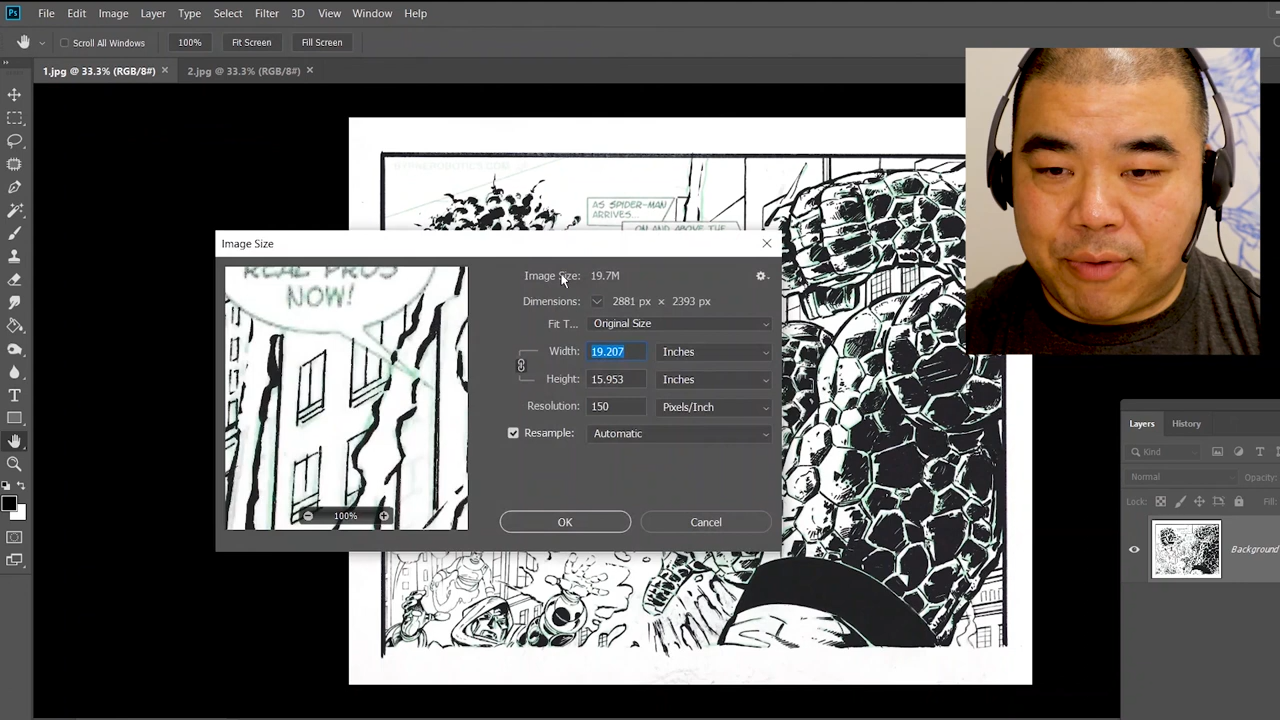 Ps File Edit Image Layer Type Select Filter 3D View Window Help
Scroll All Windows 100% Fit Screen Fill Screen
1.jpg @ 33.3% (RGB/8#) × 2.jpg @ 33.3% (RGB/8#) ×
AS SPIDER-MAN
ARRIVES...
ON AND ABOVE THE
Image Size
REAL PROS
NOW!
100%
Image Size: 19.7M
Dimensions: 2881 px × 2393 px
Fit T... Original Size
Width: 19.207 Inches
Height: 15.953 Inches
Resolution: 150 Pixels/Inch
Resample: Automatic
OK Cancel
Layers History
Kind
Normal Opacity:
Lock: Fill:
Background